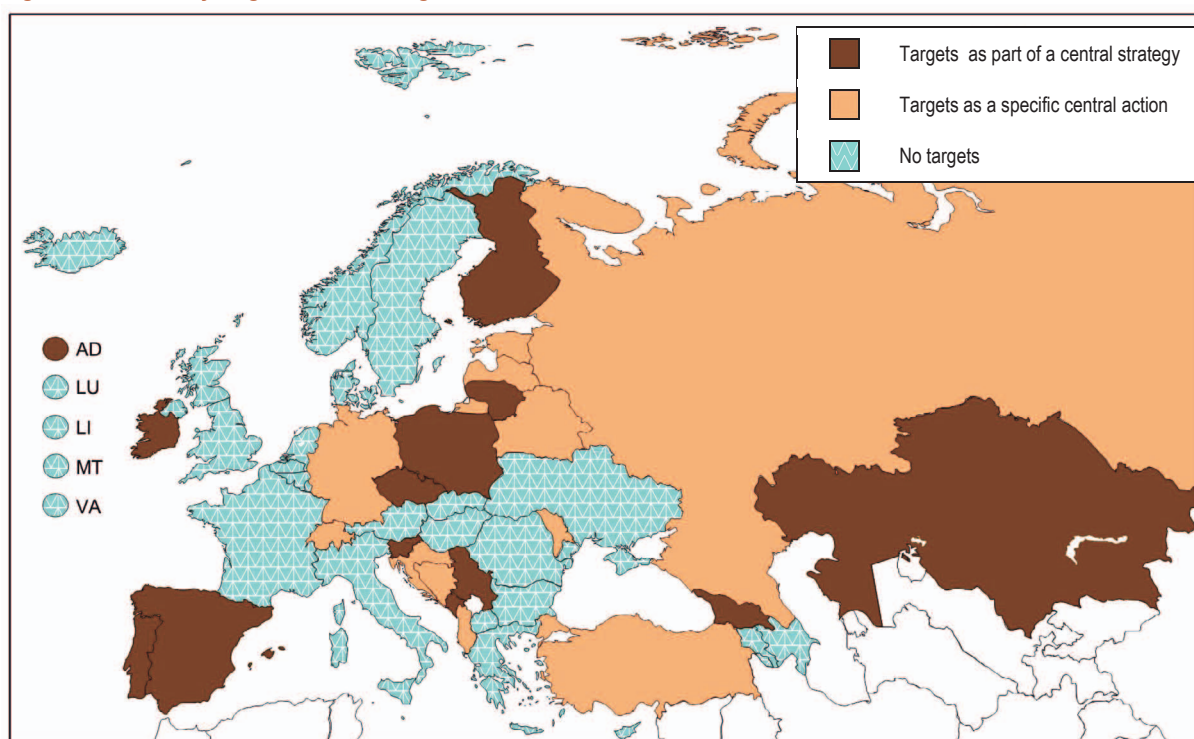 Targets as part of a central strategy
Targets as a specific central action
No targets
AD
LU
LI
MT
VA